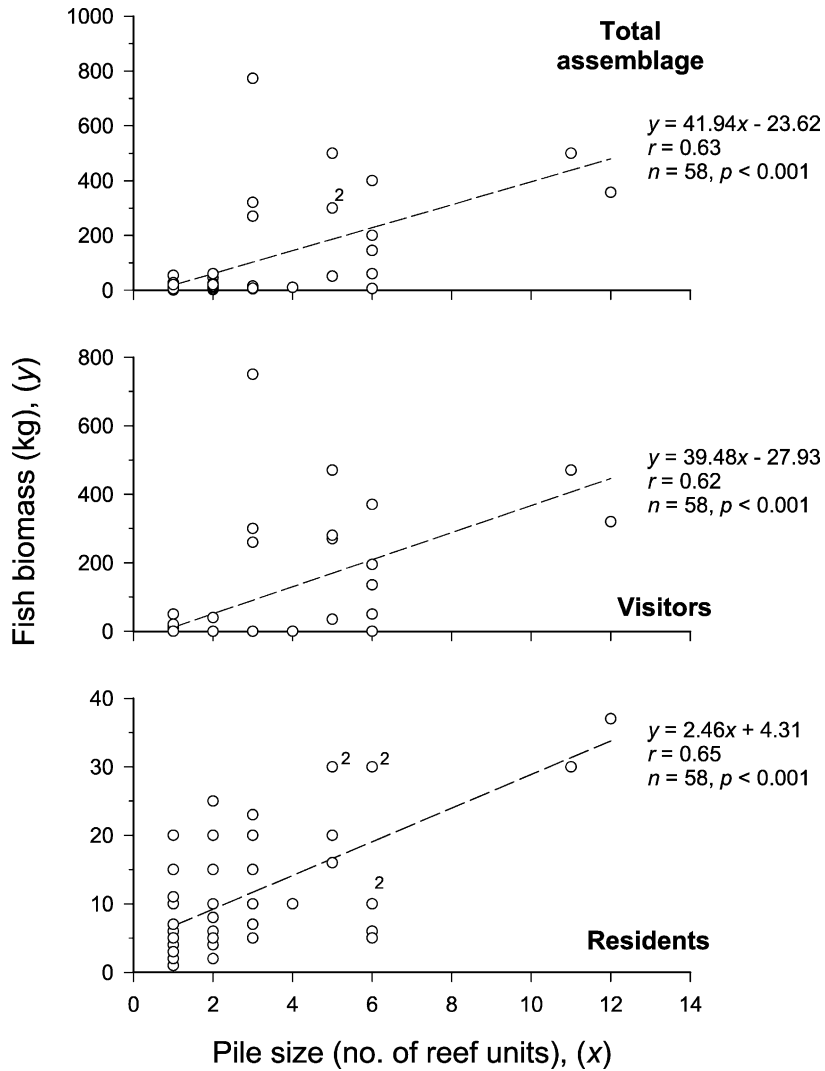 Total
assemblage
1000
800
600
400
200
0
y = 41.94x - 23.62
r = 0.63
n = 58, p < 0.001
2
Fish biomass (kg), (y)
800
600
400
200
0
y = 39.48x - 27.93
r = 0.62
n = 58, p < 0.001
Visitors
40
30
20
10
0
y = 2.46x + 4.31
r = 0.65
n = 58, p < 0.001
2 2
2
Residents
0 2 4 6 8 10 12 14
Pile size (no. of reef units), (x)